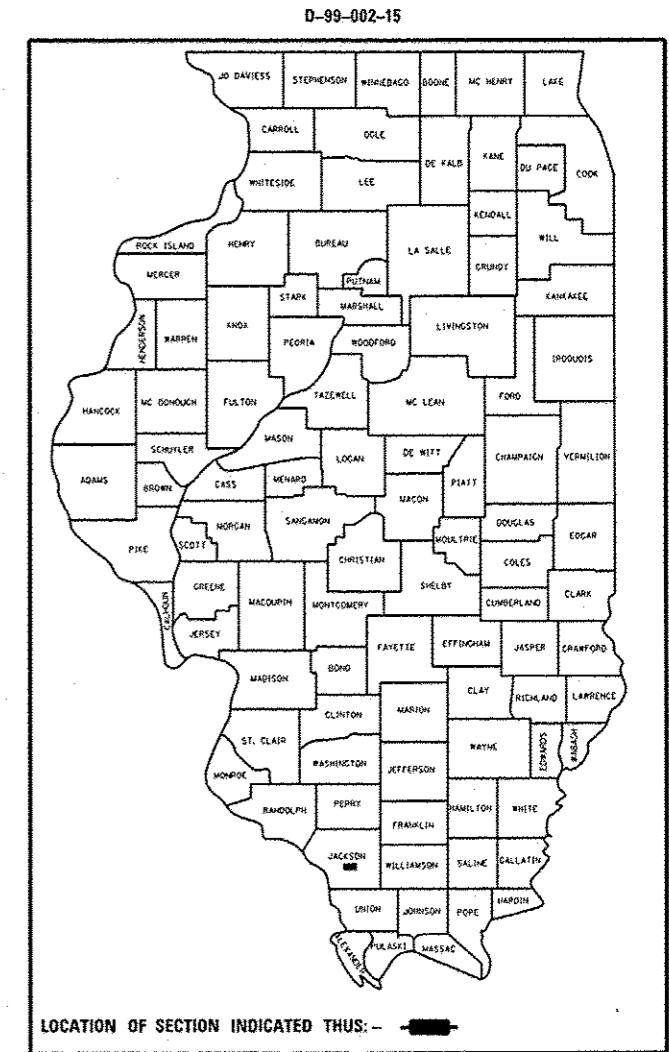 D-99-002-15
JO DAVIESS STEPHENSON WINNEBAGO BOONE MC HENRY LAKE
CARROLL OGLE DE KALB KANE DU PAGE COOK
WHITESIDE LEE
KENDALL WILL
ROCK ISLAND HENRY BUREAU LA SALLE GRUNDY
MERCER PUTNAM KANKAKEE
STARK MARSHALL
HENDERSON WARREN KNOX PEORIA WOODFORD LIVINGSTON IROQUOIS
HANCOCK MC DONOUGH FULTON TAZEWELL MC LEAN FORD
MASON
SCHUYLER LOGAN DE WITT CHAMPAIGN VERMILION
ADAMS BROWN CASS MENARD MACON PIATT
MORGAN SANGAMON DOUGLAS
PIKE SCOTT CHRISTIAN MOULTRIE COLES EDGAR
CALHOUN GREENE MACOUPIN MONTGOMERY SHELBY CUMBERLAND CLARK
JERSEY FAYETTE EFFINGHAM JASPER CRAWFORD
MADISON BOND
CLINTON MARION CLAY RICHLAND LAWRENCE
ST. CLAIR WAYNE EDWARDS WABASH
MONROE WASHINGTON JEFFERSON
RANDOLPH PERRY HAMILTON WHITE
FRANKLIN
JACKSON WILLIAMSON SALINE GALLATIN
UNION JOHNSON POPE HARDIN
ALEXANDER PULASKI MASSAC
LOCATION OF SECTION INDICATED THUS: -